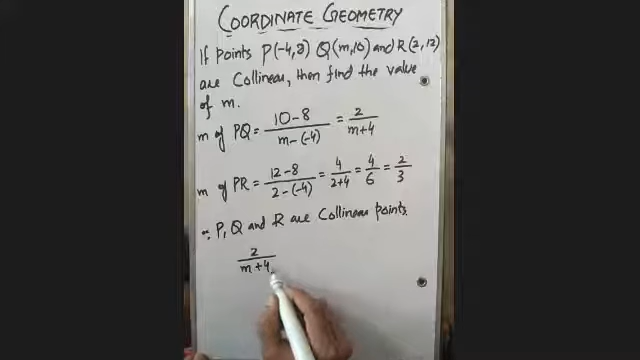 COORDINATE GEOMETRY
If points P(-4,8) Q(m,10) and R(2,12)
are Collinear, then find the value
of m.
m of PQ = 10-8 / m-(-4) = 2 / m+4
m of PR = 12-8 / 2-(-4) = 4 / 2+4 = 4 / 6 = 2 / 3
∴ P, Q and R are Collinear points.
2 / m+4